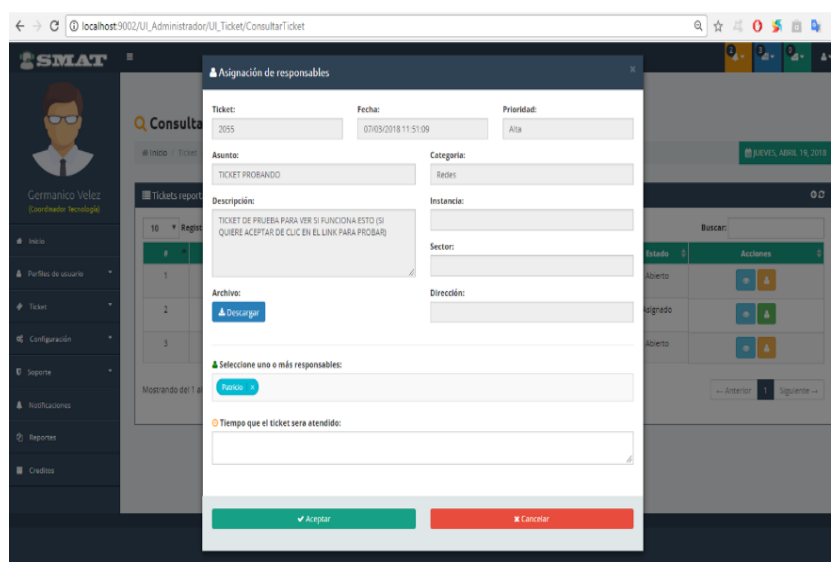 localhost:9002/UI_Administrador/UI_Ticket/ConsultarTicket
SMAT
Asignación de responsables
×
Consulta
Inicio / Ticket
JUEVES, ABRIL 19, 2018
Germanico Velez
(Coordinador Tecnología)
Inicio
Perfiles de usuario
Ticket
Configuración
Soporte
Notificaciones
Reportes
Creditos
Tickets report
10 Regist
Buscar:
# Estado Acciones
1 Abierto
2 Asignado
3 Abierto
Mostrando del 1 al
← Anterior 1 Siguiente →
Ticket: Fecha: Prioridad:
2055 07/03/2018 11:51:09 Alta
Asunto: Categoria:
TICKET PROBANDO Redes
Descripción: Instancia:
TICKET DE PRUEBA PARA VER SI FUNCIONA ESTO (SI
QUIERE ACEPTAR DE CLIC EN EL LINK PARA PROBAR)
Sector:
Archivo: Dirección:
Descargar
Seleccione uno o más responsables:
Patricio ×
Tiempo que el ticket sera atendido:
Aceptar Cancelar